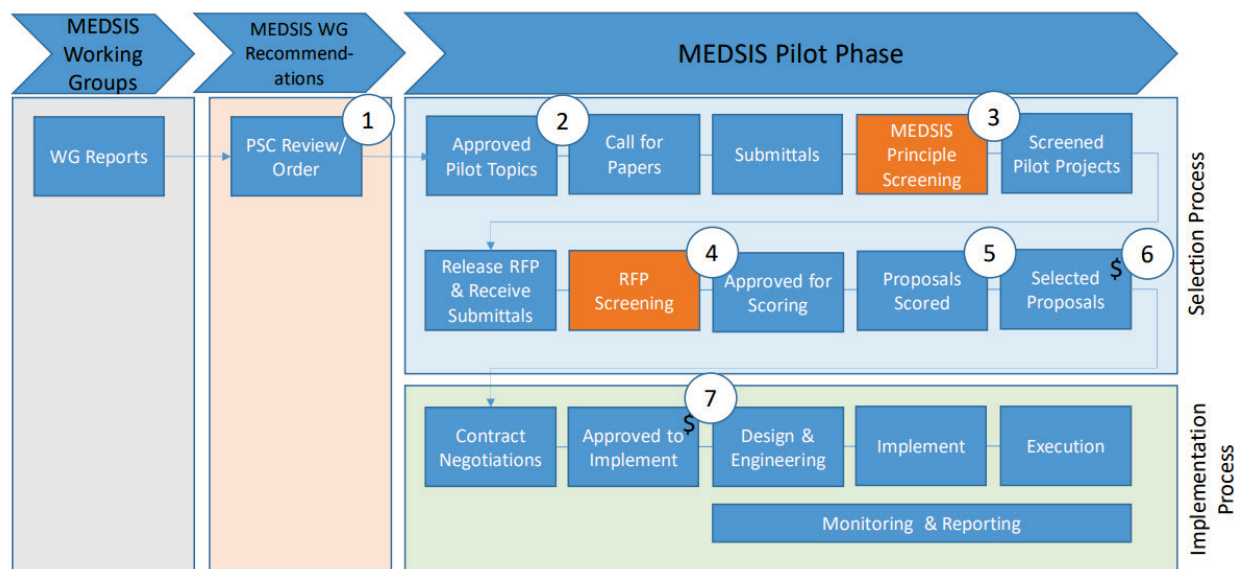 MEDSIS
Working
Groups
MEDSIS WG
Recommend-
ations
MEDSIS Pilot Phase
WG Reports
PSC Review/
Order
1
Approved
Pilot Topics
2
Call for
Papers
Submittals
MEDSIS
Principle
Screening
3
Screened
Pilot Projects
Release RFP
& Receive
Submittals
RFP
Screening
4
Approved for
Scoring
Proposals
Scored
5
Selected
Proposals
$
6
Selection Process
Contract
Negotiations
Approved to
Implement
$
7
Design &
Engineering
Implement
Execution
Monitoring & Reporting
Implementation
Process